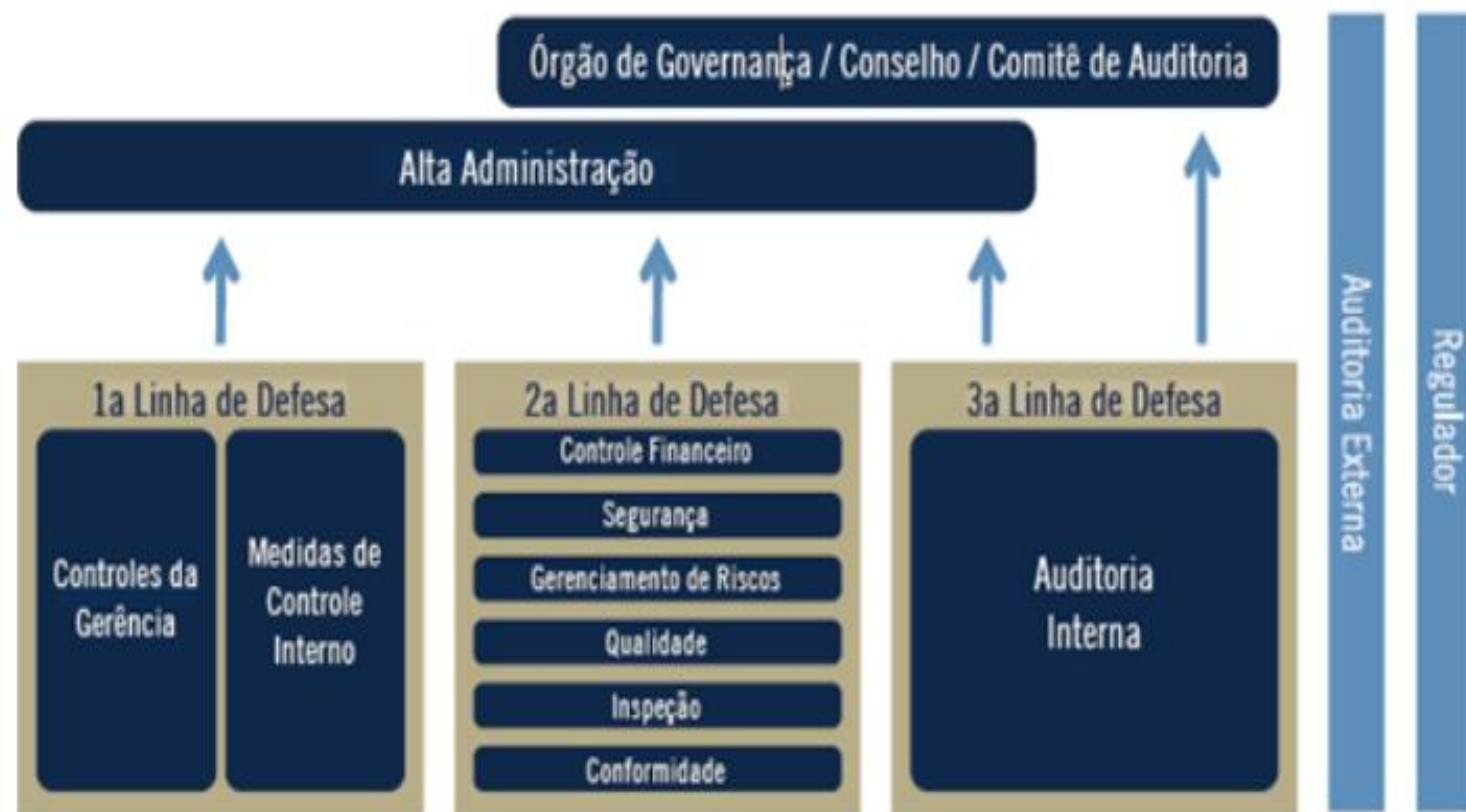 Órgão de Governança / Conselho / Comitê de Auditoria
Alta Administração
1a Linha de Defesa
Controles da
Gerência
Medidas de
Controle
Interno
2a Linha de Defesa
Controle Financeiro
Segurança
Gerenciamento de Riscos
Qualidade
Inspeção
Conformidade
3a Linha de Defesa
Auditoria
Interna
Auditoria Externa
Regulador